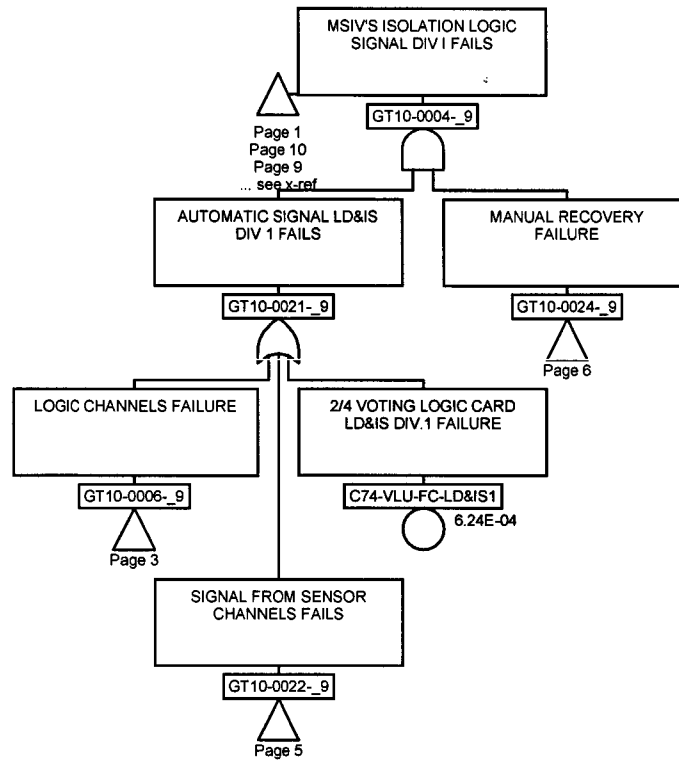 MSIV'S ISOLATION LOGIC
SIGNAL DIV I FAILS
GT10-0004-_9
Page 1
Page 10
Page 9
... see x-ref
AUTOMATIC SIGNAL LD&IS
DIV 1 FAILS
GT10-0021-_9
MANUAL RECOVERY
FAILURE
GT10-0024-_9
Page 6
LOGIC CHANNELS FAILURE
GT10-0006-_9
Page 3
2/4 VOTING LOGIC CARD
LD&IS DIV.1 FAILURE
C74-VLU-FC-LD&IS1
6.24E-04
SIGNAL FROM SENSOR
CHANNELS FAILS
GT10-0022-_9
Page 5